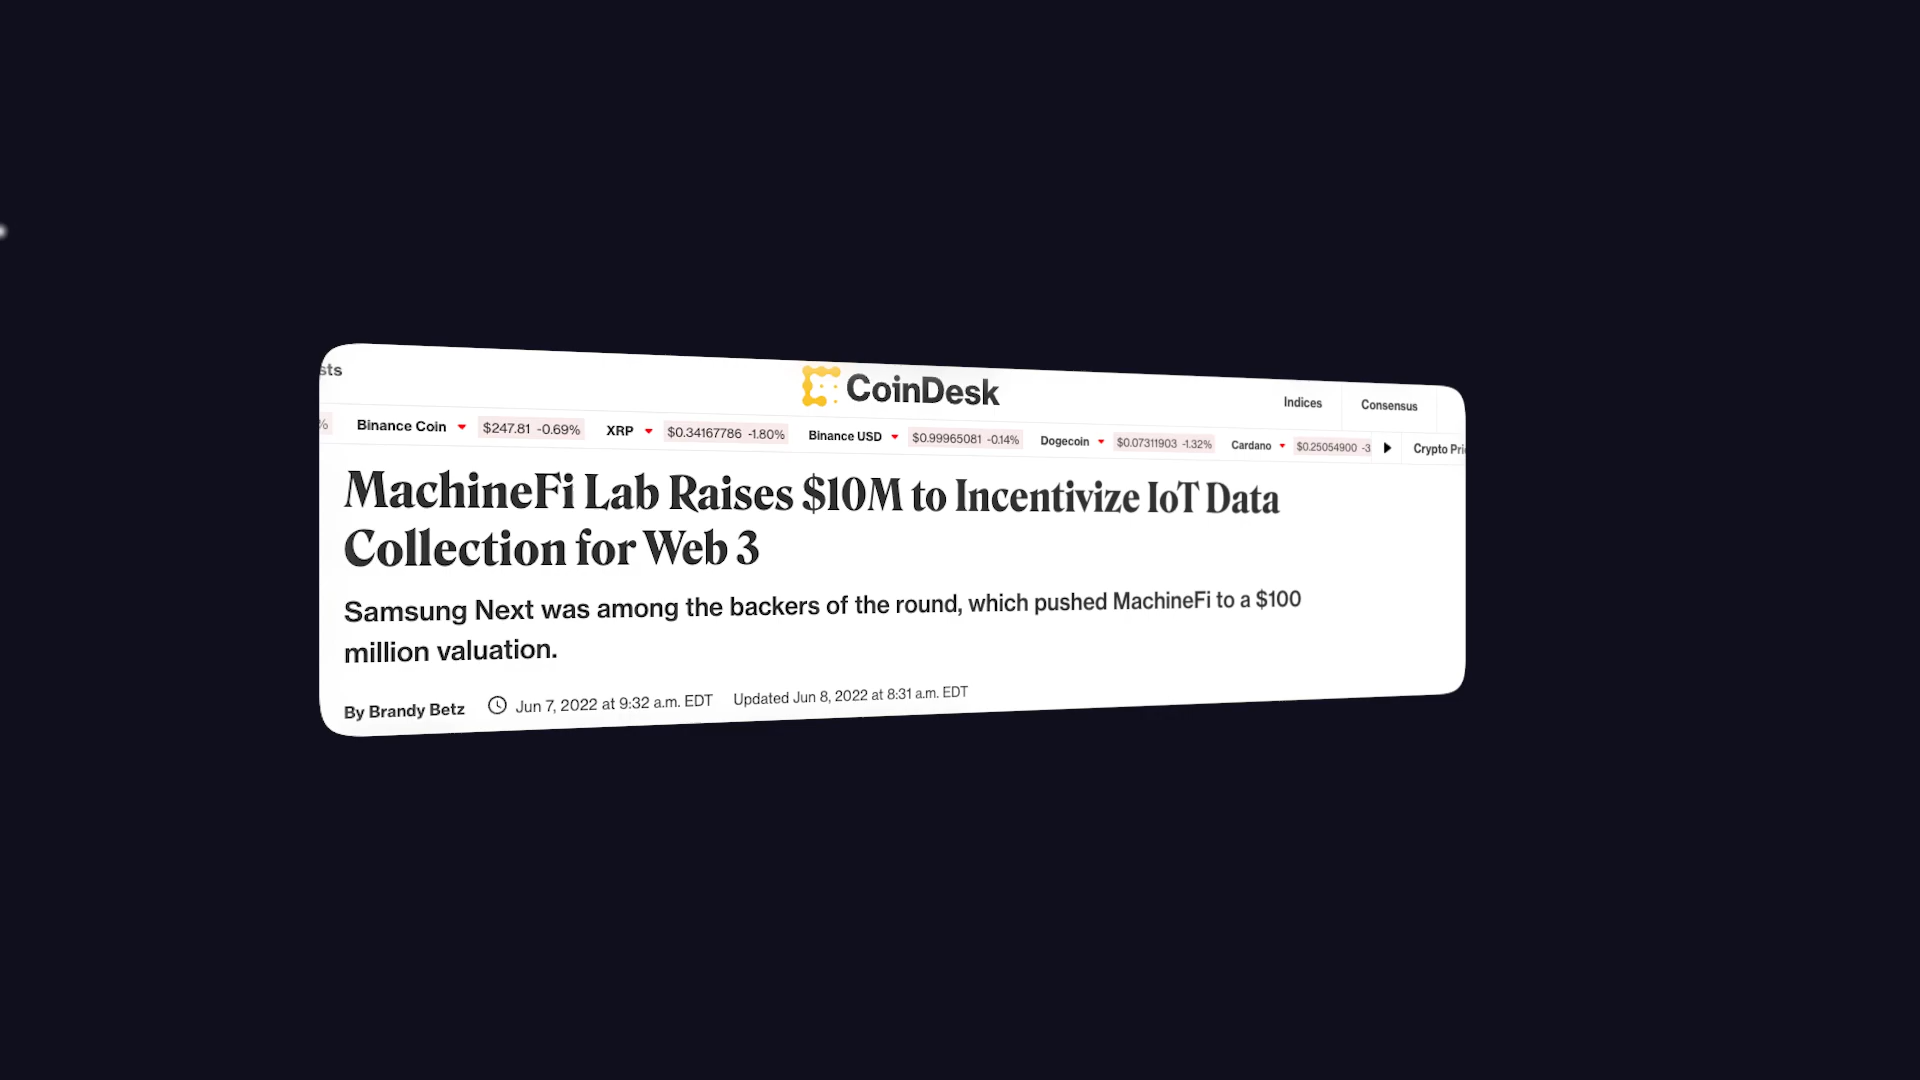 sts
CoinDesk
Indices
Consensus
%
Binance Coin $247.81 -0.69% XRP $0.34167786 -1.80% Binance USD $0.99965081 -0.14% Dogecoin $0.07311903 -1.32% Cardano $0.25054900 -3
Crypto Pri
MachineFi Lab Raises $10M to Incentivize IoT Data
Collection for Web 3
Samsung Next was among the backers of the round, which pushed MachineFi to a $100
million valuation.
By Brandy Betz Jun 7, 2022 at 9:32 a.m. EDT Updated Jun 8, 2022 at 8:31 a.m. EDT